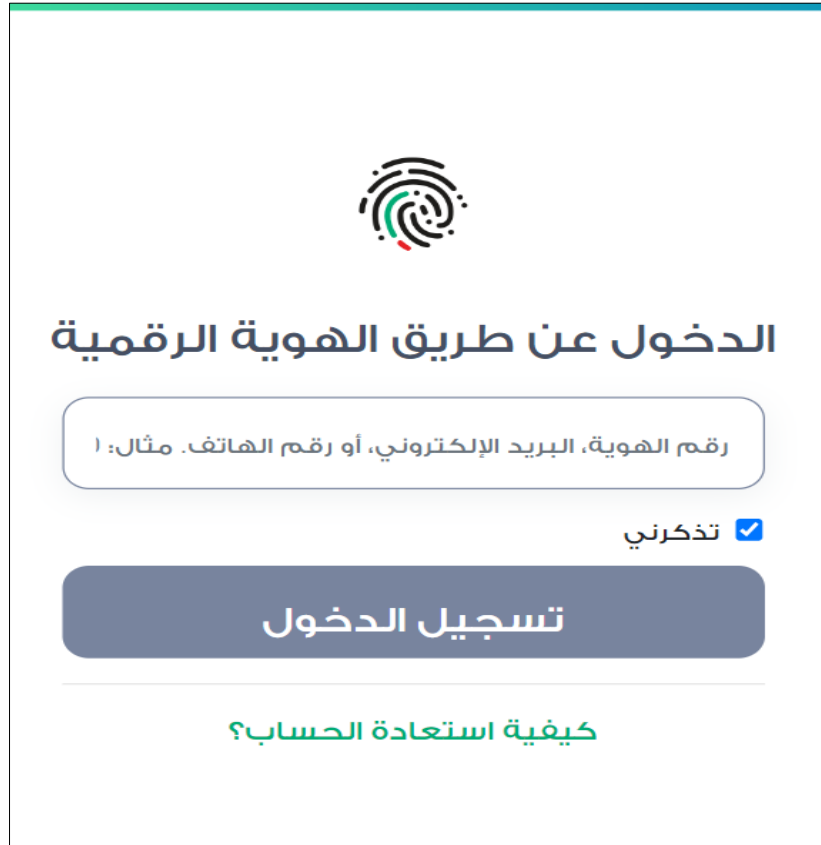 الدخول عن طريق الهوية الرقمية
رقم الهوية، البريد الإلكتروني، أو رقم الهاتف. مثال:
تذكرني
تسجيل الدخول
كيفية استعادة الحساب؟